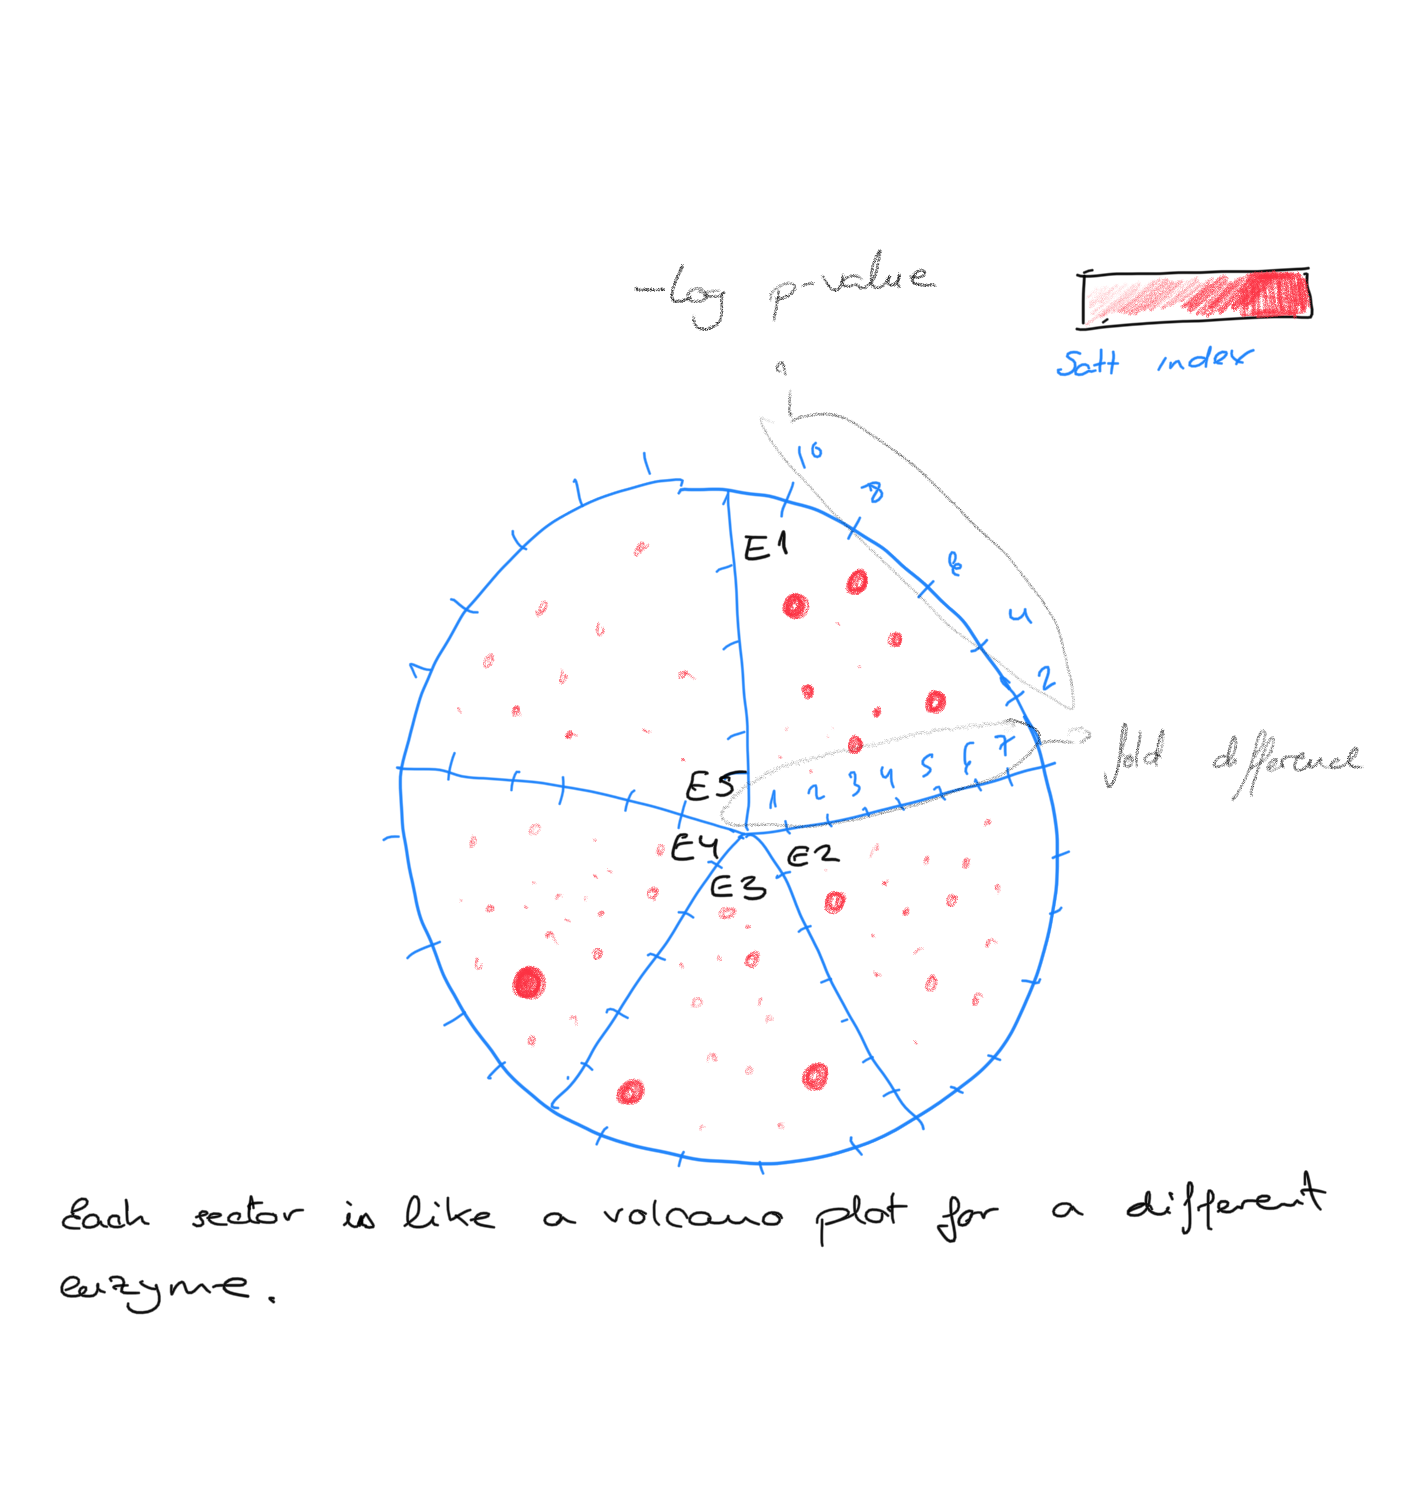 -Log p-value
Satt index
10
8
6
4
2
E1
fold difference
7
6
5
4
3
2
1
E5
E4
E2
E3
Each sector is like a volcano plot for a different
enzyme.